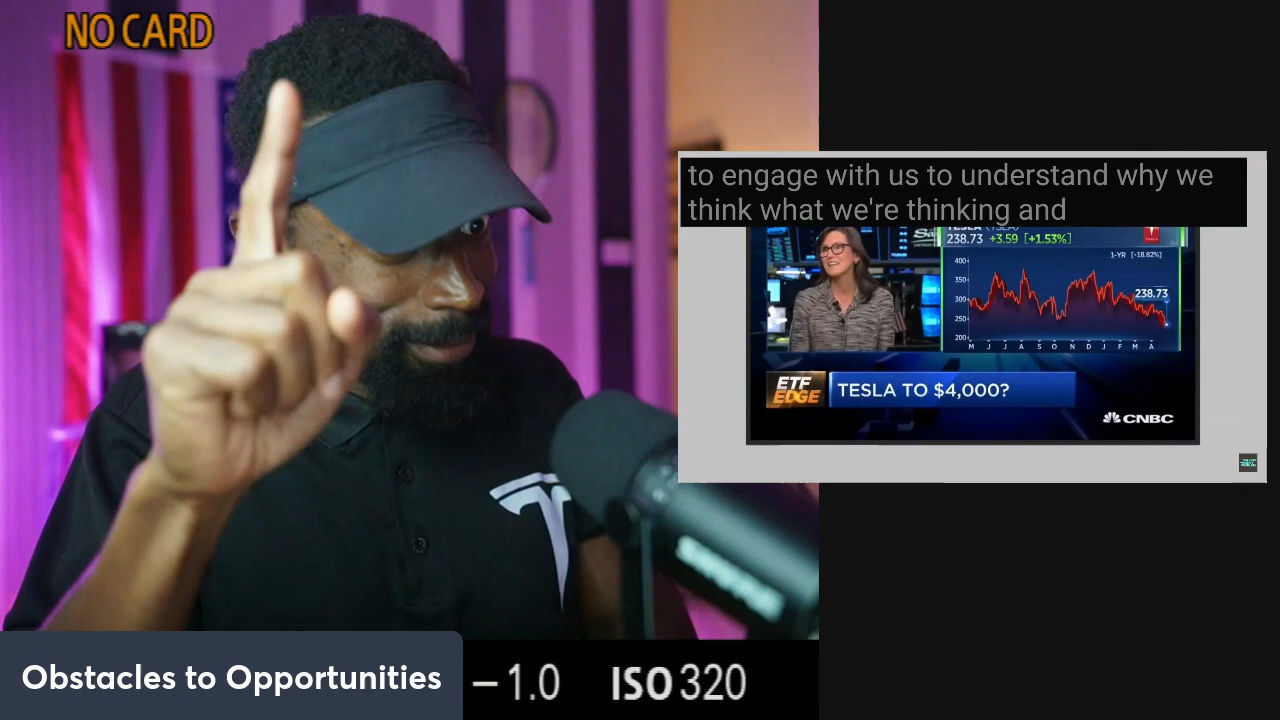 NO CARD
to engage with us to understand why we
think what we're thinking and
TESLA (TSLA)
238.73 +3.59 [+1.53%]
1-YR [-18.82%]
400
350
300
250
200
238.73
M J J A S O N D J F M A
ETF
EDGE
TESLA TO $4,000?
CNBC
Obstacles to Opportunities
– 1.0 ISO 320